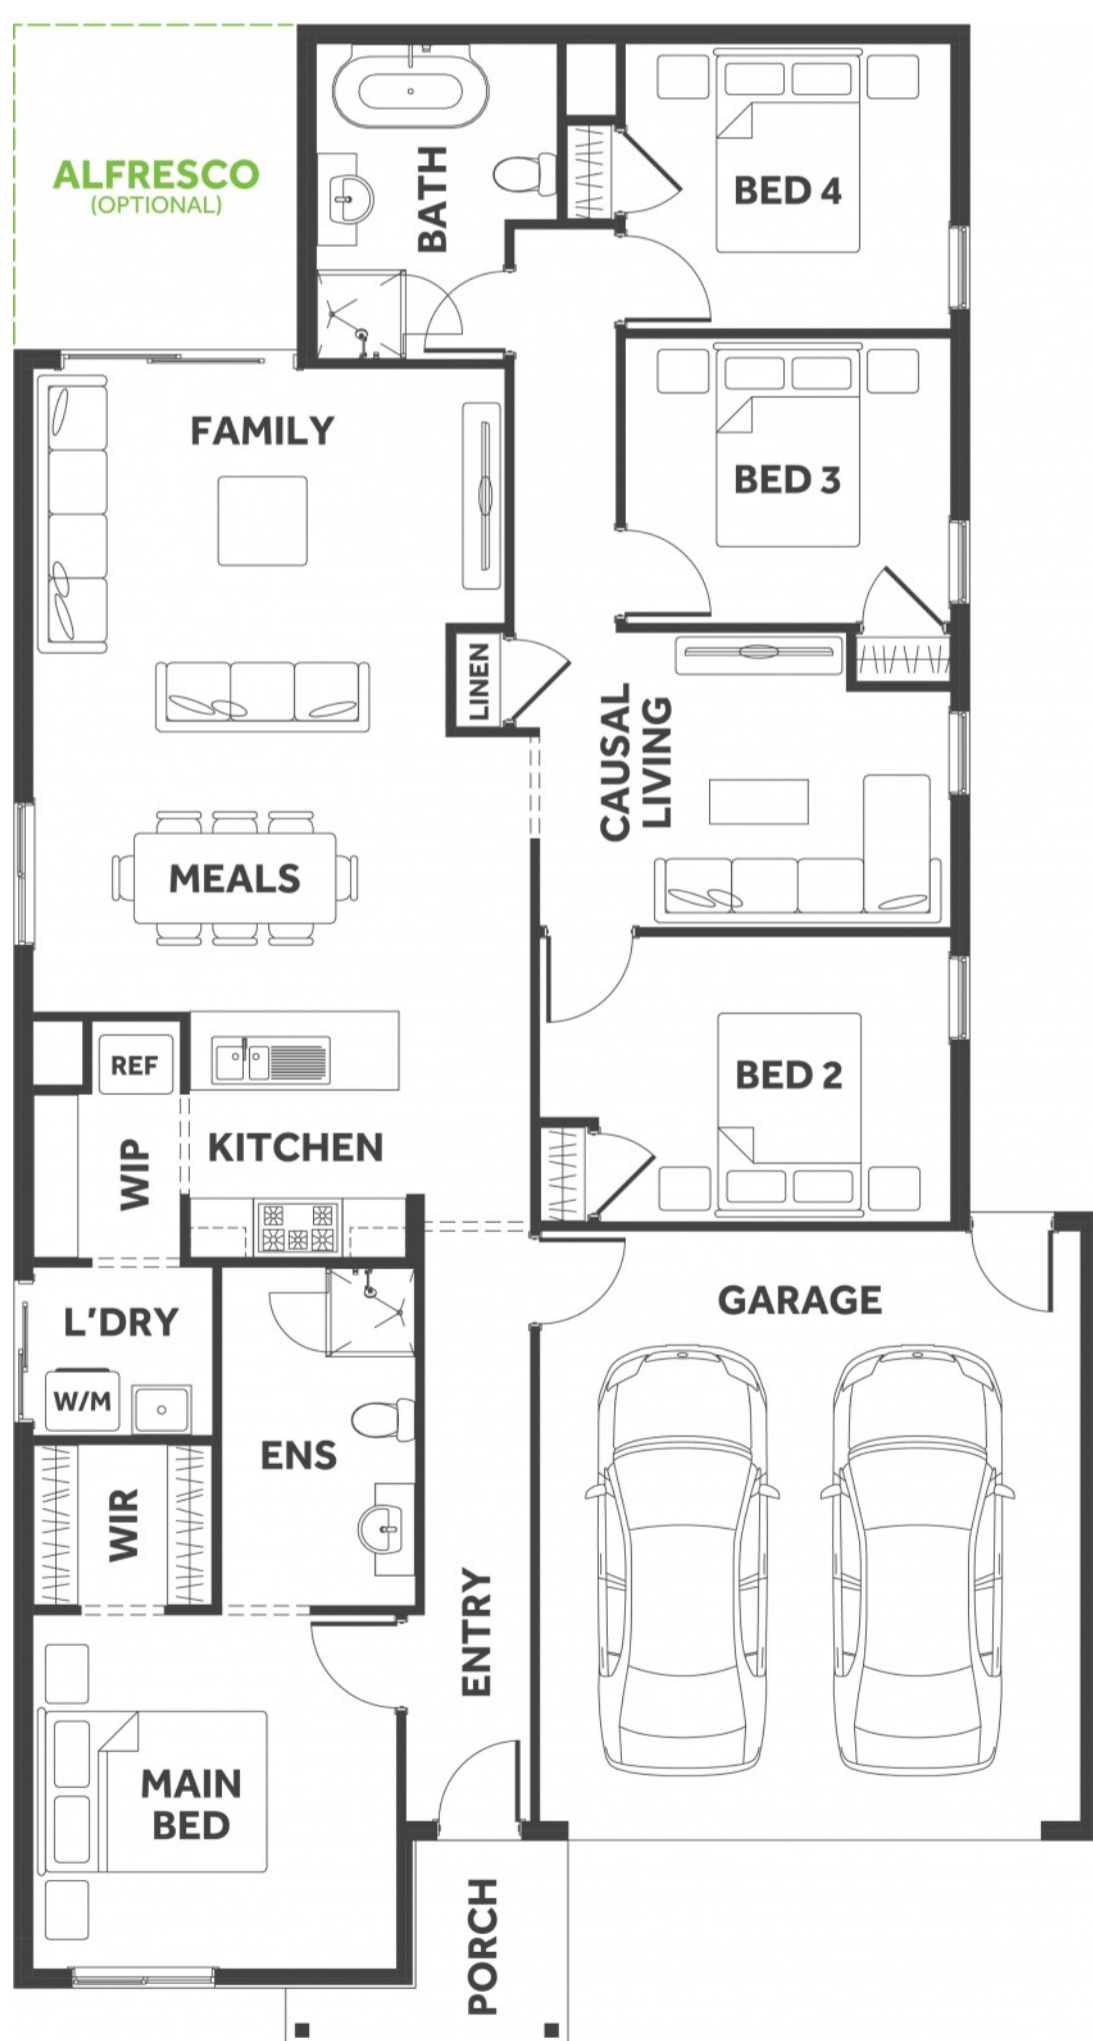 ALFRESCO
(OPTIONAL)
BATH
BED 4
FAMILY
BED 3
LINEN
CAUSAL
LIVING
MEALS
REF
BED 2
WIP
KITCHEN
L'DRY
GARAGE
W/M
ENS
WIR
ENTRY
MAIN
BED
PORCH